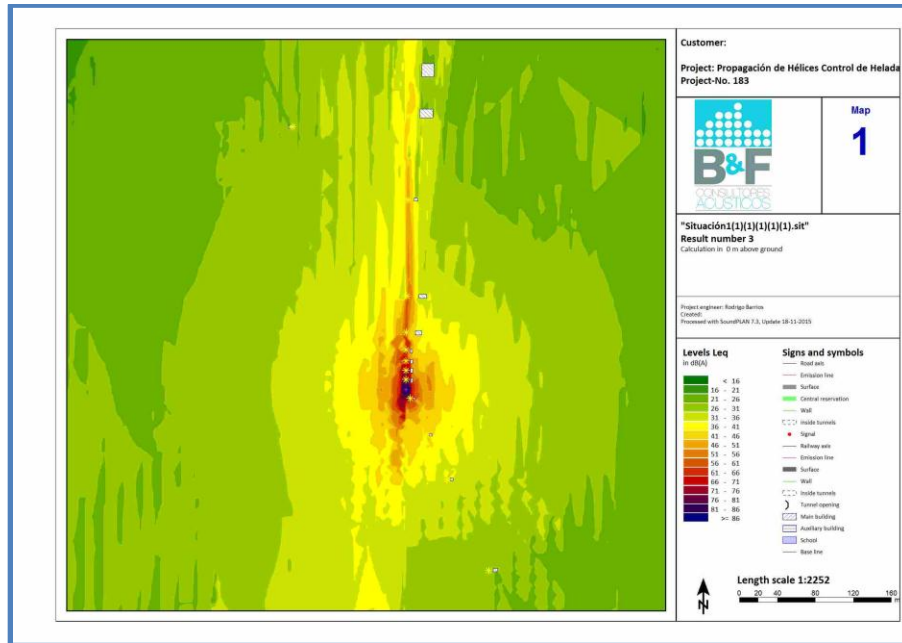 Customer:
Project: Propagación de Hélices Control de Helada
Project-No. 183
B&F
CONSULTORES
ACÚSTICOS
Map
1
"Situación1(1)(1)(1)(1)(1).sit"
Result number 3
Calculation in 0 m above ground
Project engineer: Rodrigo Barrios
Created:
Processed with SoundPLAN 7.3, Update 18-11-2015
Levels Leq
in dB(A)
< 16
16 - 21
21 - 26
26 - 31
31 - 36
36 - 41
41 - 46
46 - 51
51 - 56
56 - 61
61 - 66
66 - 71
71 - 76
76 - 81
81 - 86
>= 86
Signs and symbols
Road axis
Emission line
Surface
Central reservation
Wall
Inside tunnels
Signal
Railway axis
Emission line
Surface
Wall
Inside tunnels
Tunnel opening
Main building
Auxiliary building
School
Base line
N
Length scale 1:2252
0 20 40 80 120 160